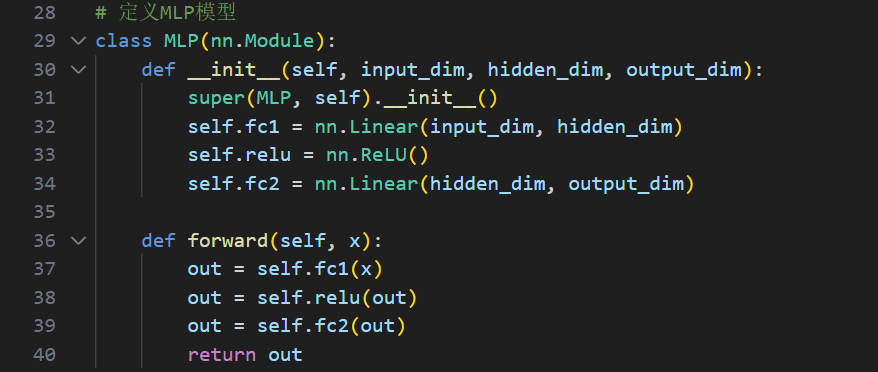 28 # 定义MLP模型
29 class MLP(nn.Module):
30     def __init__(self, input_dim, hidden_dim, output_dim):
31         super(MLP, self).__init__()
32         self.fc1 = nn.Linear(input_dim, hidden_dim)
33         self.relu = nn.ReLU()
34         self.fc2 = nn.Linear(hidden_dim, output_dim)
35
36     def forward(self, x):
37         out = self.fc1(x)
38         out = self.relu(out)
39         out = self.fc2(out)
40         return out